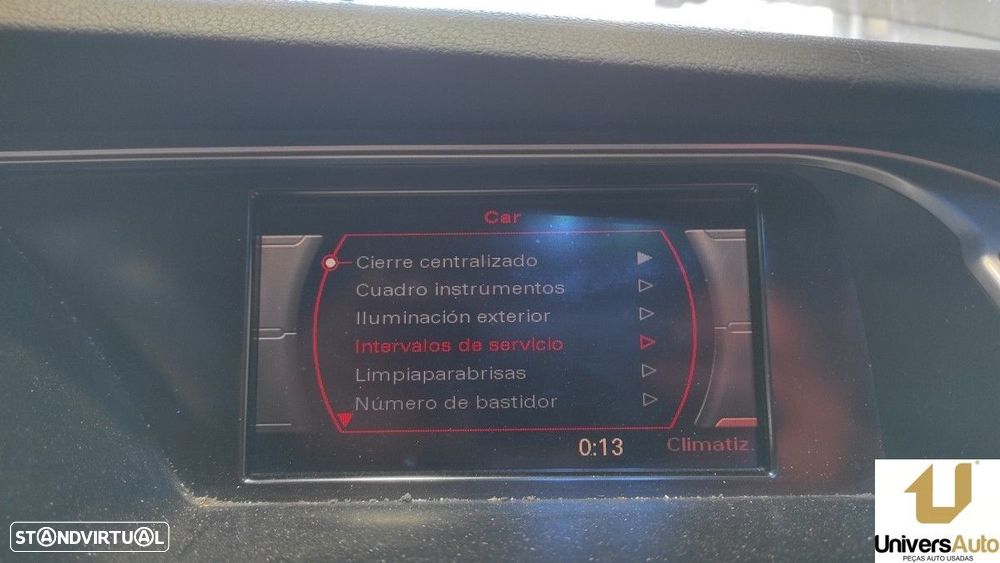 Car
Cierre centralizado
Cuadro instrumentos
Iluminación exterior
Intervalos de servicio
Limpiaparabrisas
Número de bastidor
0:13 Climatiz.
STANDVIRTUAL
UniversAuto
PEÇAS AUTO USADAS